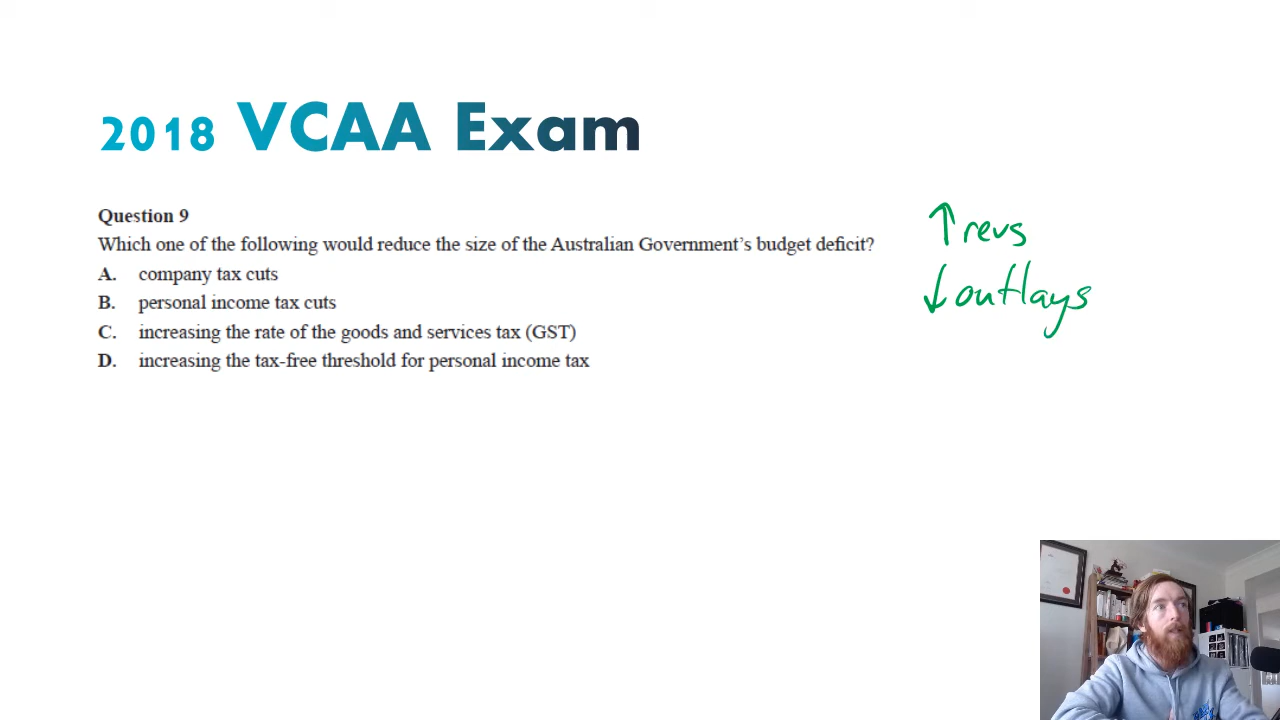 2018 VCAA Exam
Question 9
Which one of the following would reduce the size of the Australian Government's budget deficit?
A. company tax cuts
B. personal income tax cuts
C. increasing the rate of the goods and services tax (GST)
D. increasing the tax-free threshold for personal income tax
↑ revs
↓ outlays